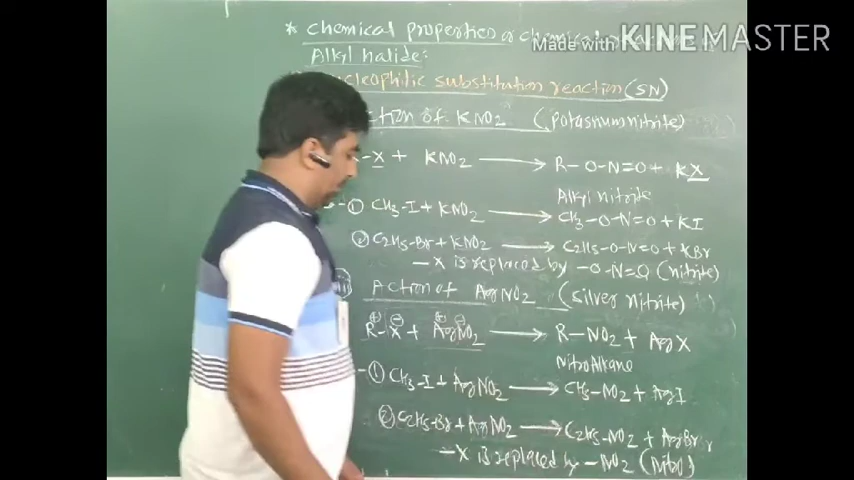 * Chemical properties of chemical
Made with KINEMASTER
Alkyl halide:
nucleophilic substitution reaction (SN)
ction of KNO2 (potassium nitrite)
-X + KNO2 ⟶ R-O-N=O + KX
Alkyl nitrite
① CH3-I + KNO2 ⟶ CH3-O-N=O + KI
② C2H5-Br + KNO2 ⟶ C2H5-O-N=O + KBr
-X is replaced by -O-N=O (nitrite)
Action of AgNO2 (silver nitrite)
R-X + AgNO2 ⟶ R-NO2 + AgX
NitroAlkane
① CH3-I + AgNO2 ⟶ CH3-NO2 + AgI
② C2H5-Br + AgNO2 ⟶ C2H5-NO2 + AgBr
-X is replaced by -NO2 (Nitro)